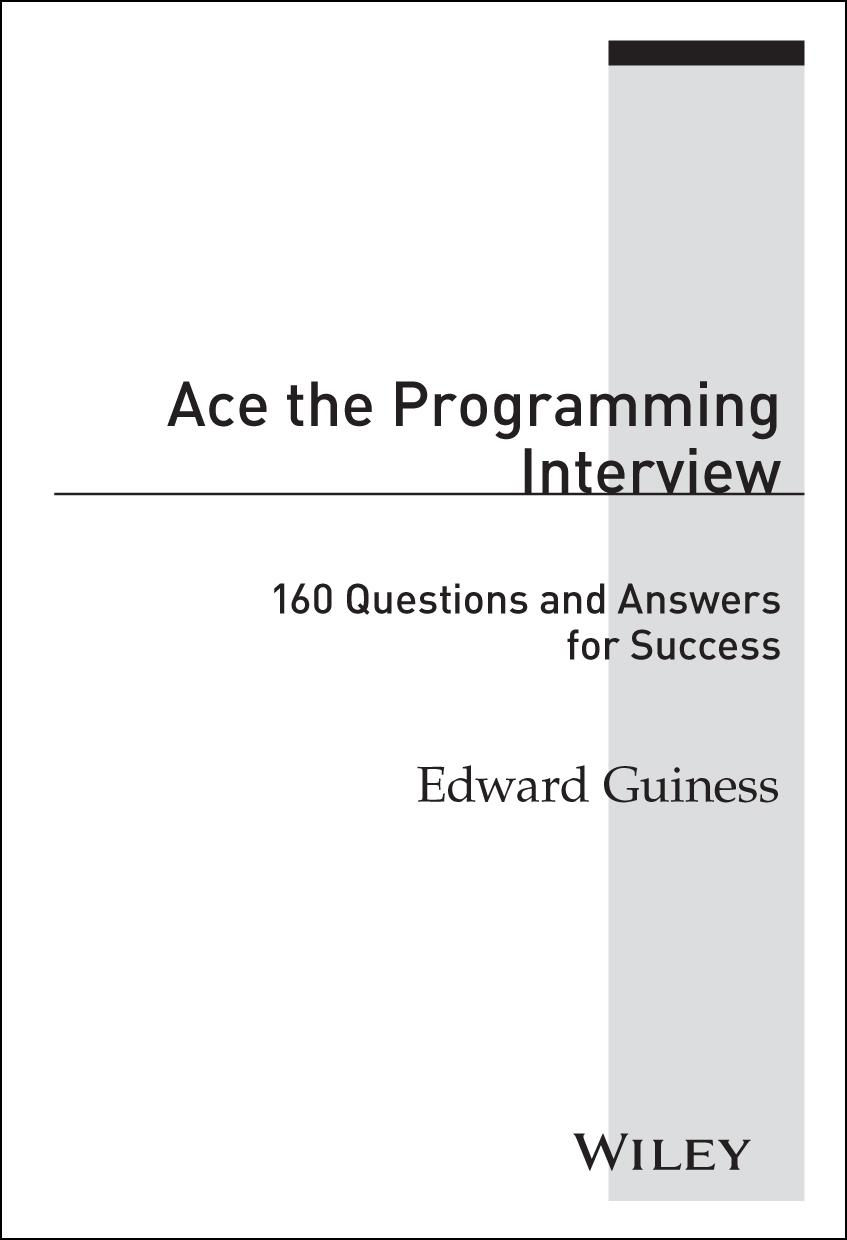 Ace the Programming
Interview
160 Questions and Answers
for Success
Edward Guiness
WILEY